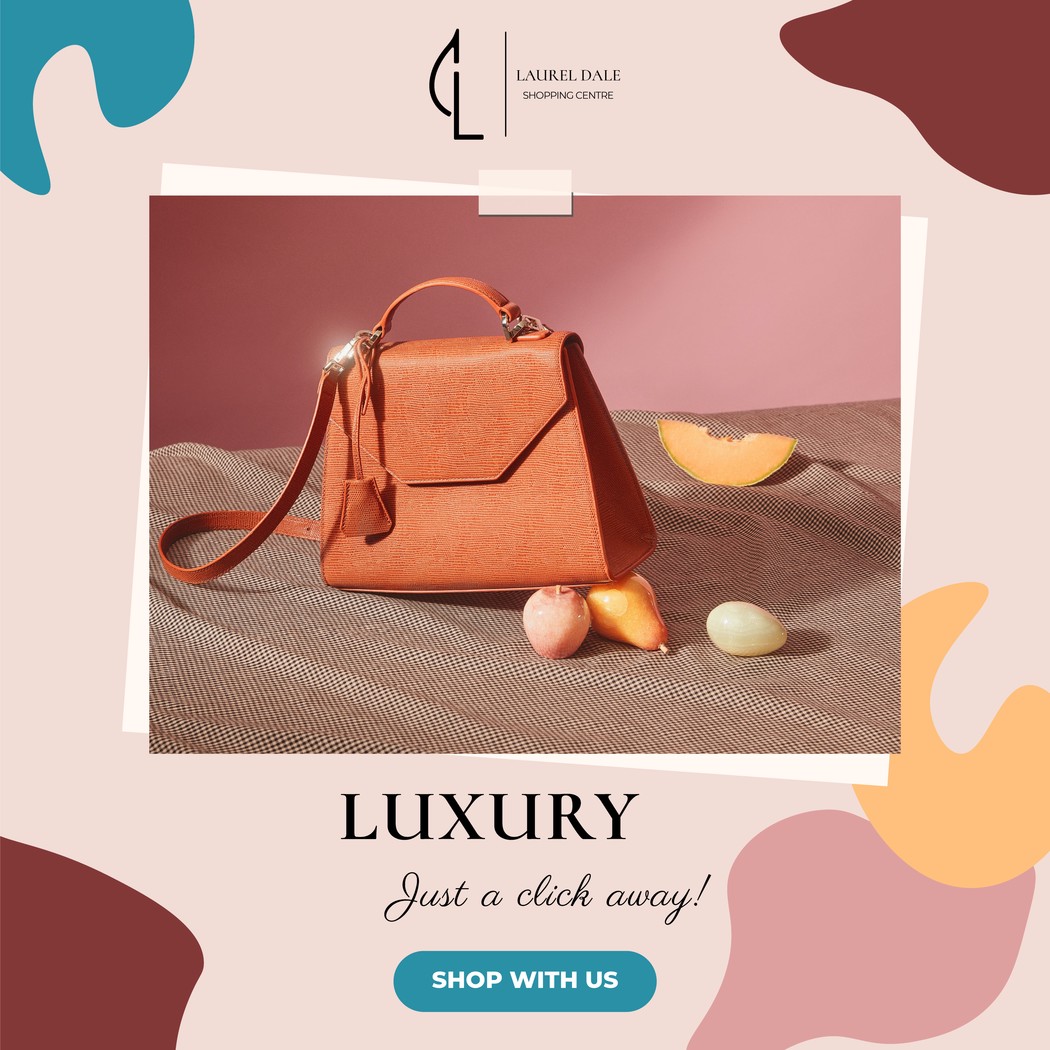 LAUREL DALE
SHOPPING CENTRE
LUXURY
Just a click away!
SHOP WITH US